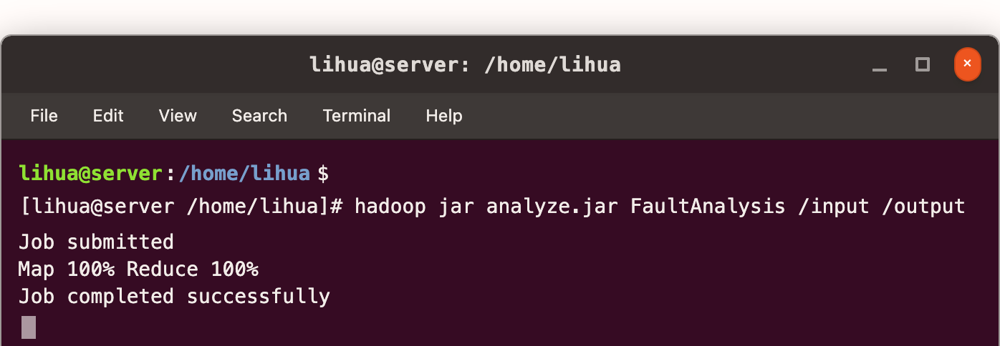 lihua@server: /home/lihua
×
File Edit View Search Terminal Help
lihua@server:/home/lihua $
[lihua@server /home/lihua]# hadoop jar analyze.jar FaultAnalysis /input /output
Job submitted
Map 100% Reduce 100%
Job completed successfully